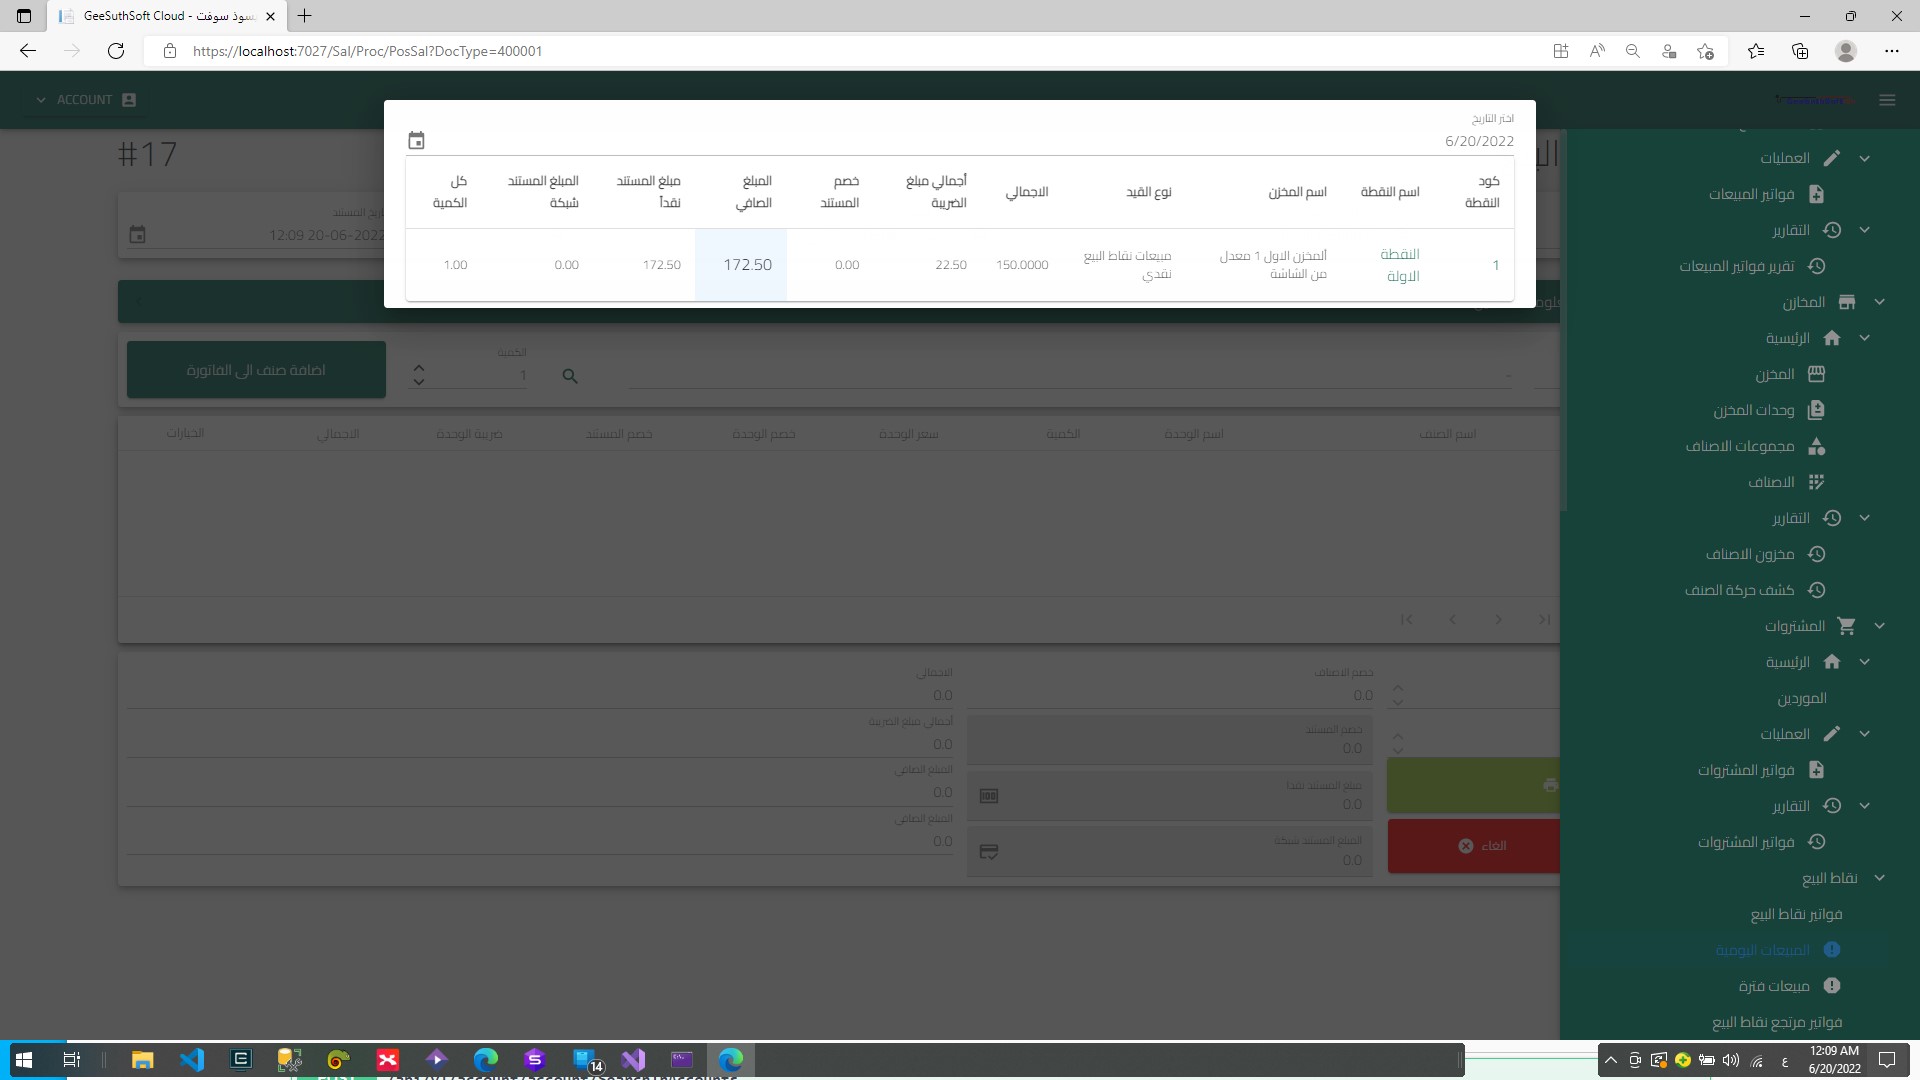 GeeSuthSoft Cloud - يسوذ سوفت
https://localhost:7027/Sal/Proc/PosSal?DocType=400001
ACCOUNT
#17
اختر التاريخ
6/20/2022
كود النقطة
اسم النقطة
اسم المخزن
نوع القيد
الاجمالي
أجمالي مبلغ الضريبة
خصم المستند
المبلغ الصافي
مبلغ المستند نقداً
المبلغ المستند شبكة
كل الكمية
1
النقطة الاولة
ألمخزن الاول 1 معدل من الشاشة
مبيعات نقاط البيع نقدي
150.0000
22.50
0.00
172.50
172.50
0.00
1.00
تاريخ المستند
12:09 20-06-2022
الكمية
1
اضافة صنف الى الفاتورة
اسم الصنف
اسم الوحدة
الكمية
سعر الوحدة
خصم الوحدة
خصم المستند
ضريبة الوحدة
الاجمالي
الخيارات
خصم الاصناف
0.0
خصم المستند
0.0
مبلغ المستند نقدا
0.0
المبلغ المستند شبكة
0.0
الاجمالي
0.0
أجمالي مبلغ الضريبة
0.0
المبلغ الصافي
0.0
المبلغ الصافي
0.0
الغاء
العمليات
فواتير المبيعات
التقارير
تقرير فواتير المبيعات
المخازن
الرئيسية
المخزن
وحدات المخزن
مجموعات الاصناف
الاصناف
التقارير
مخزون الاصناف
كشف حركة الصنف
المشتروات
الرئيسية
الموردين
العمليات
فواتير المشتروات
التقارير
فواتير المشتروات
نقاط البيع
فواتير نقاط البيع
المبيعات اليومية
مبيعات فترة
فواتير مرتجع نقاط البيع
14
ع
12:09 AM
6/20/2022